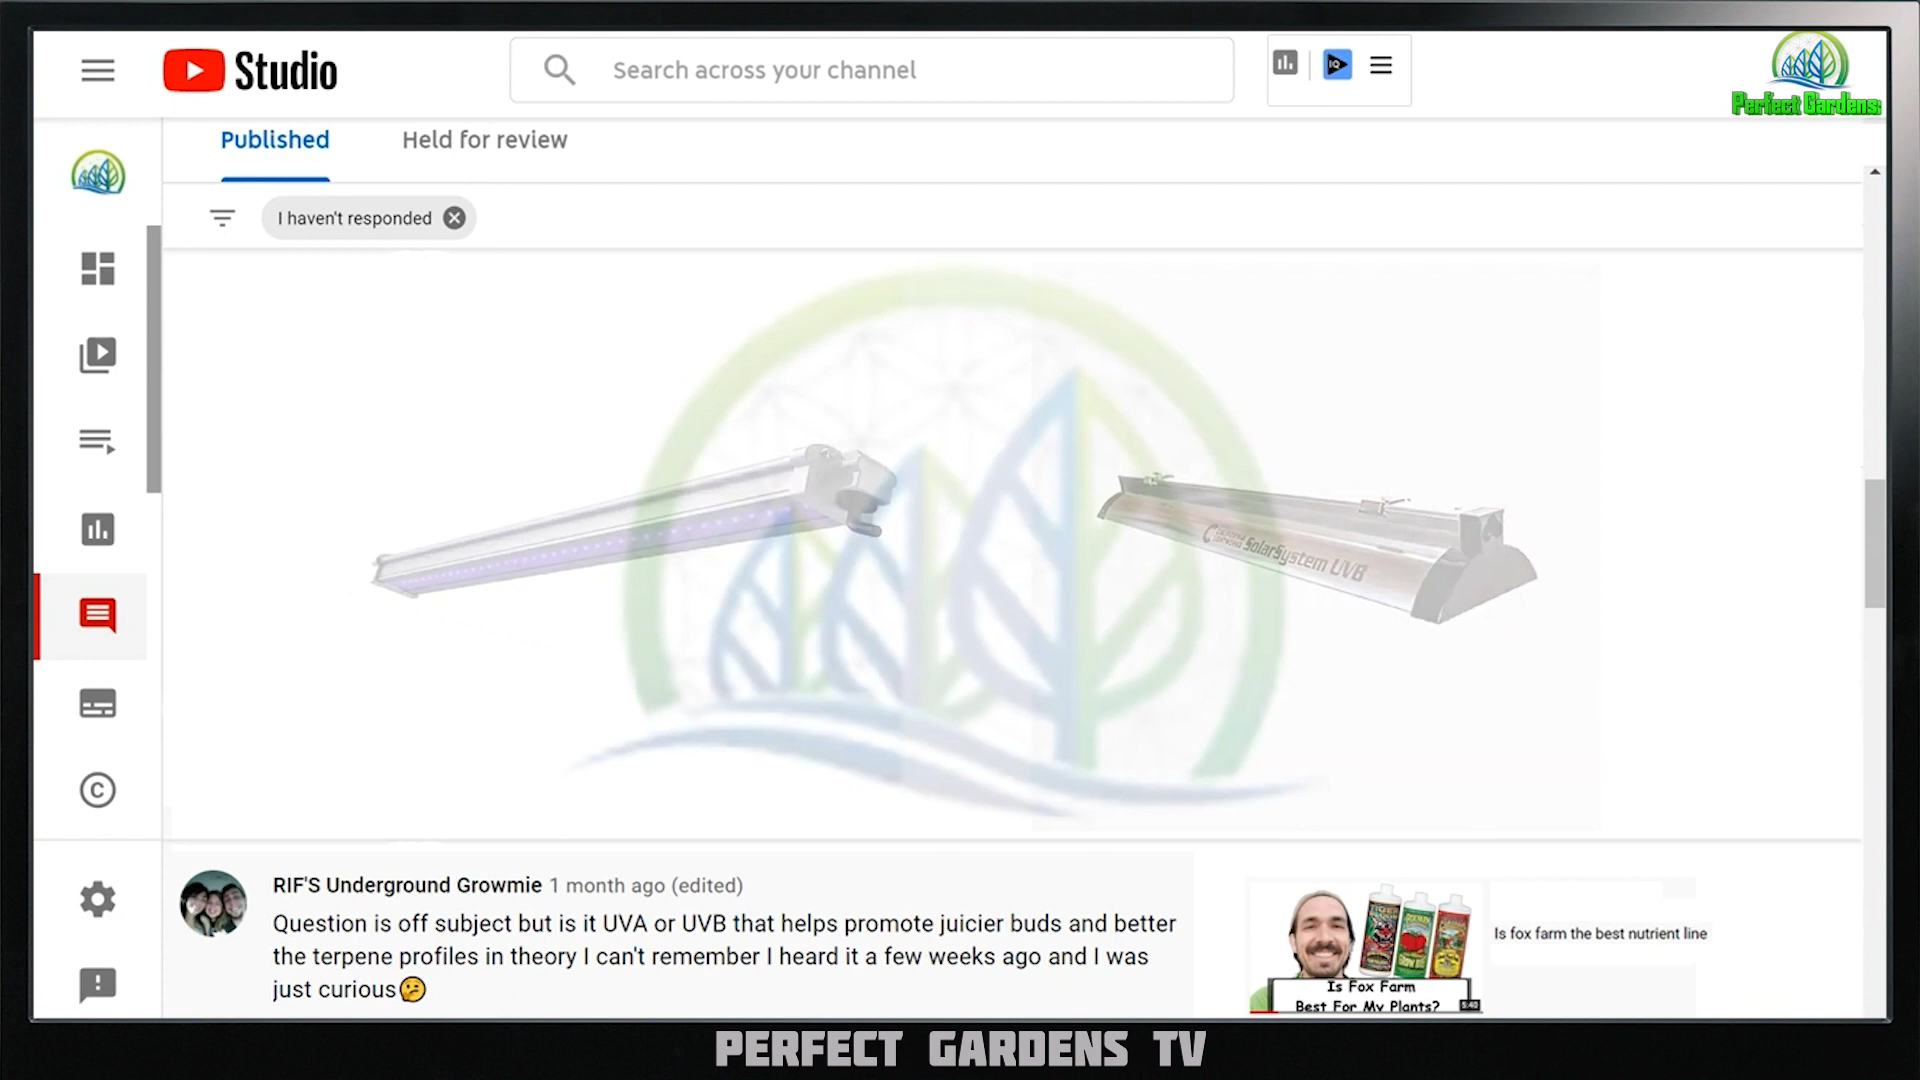 Studio
Search across your channel
IQ
Perfect Gardens
Published
Held for review
I haven't responded
SolarSystem UVB
RIF'S Underground Growmie 1 month ago (edited)
Question is off subject but is it UVA or UVB that helps promote juicier buds and better
the terpene profiles in theory I can't remember I heard it a few weeks ago and I was
just curious
Is Fox Farm
Best For My Plants?
Is fox farm the best nutrient line
PERFECT GARDENS TV